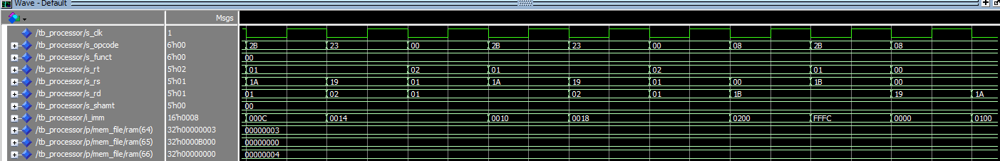 Wave - Default
Msgs
/tb_processor/s_clk 1
/tb_processor/s_opcode 6'h00 2B 23 00 2B 23 00 08 2B 08
/tb_processor/s_funct 6'h00 00
/tb_processor/s_rt 5'h02 01 02 01 02 01 00
/tb_processor/s_rs 5'h01 1A 19 01 1A 19 01 00 1B 00
/tb_processor/s_rd 5'h01 01 02 01 02 01 1B 19 1A
/tb_processor/s_shamt 5'h00 00
/tb_processor/i_imm 16'h0008 000C 0014 0010 0018 0200 FFFC 0000 0100
/tb_processor/p/mem_file/ram(64) 32'h00000003 00000003
/tb_processor/p/mem_file/ram(65) 32'h0000B000 00000000
/tb_processor/p/mem_file/ram(66) 32'h00000000 00000004